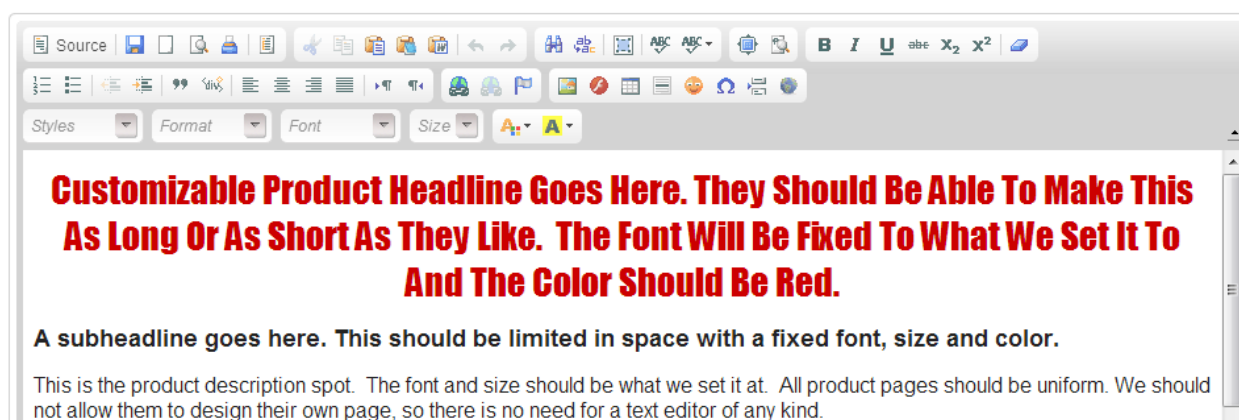 Source ABC ABC B I U abc X₂ X²
Styles Format Font Size A A
Customizable Product Headline Goes Here. They Should Be Able To Make This
As Long Or As Short As They Like.  The Font Will Be Fixed To What We Set It To
And The Color Should Be Red.
A subheadline goes here. This should be limited in space with a fixed font, size and color.
This is the product description spot.  The font and size should be what we set it at.  All product pages should be uniform. We should
not allow them to design their own page, so there is no need for a text editor of any kind.